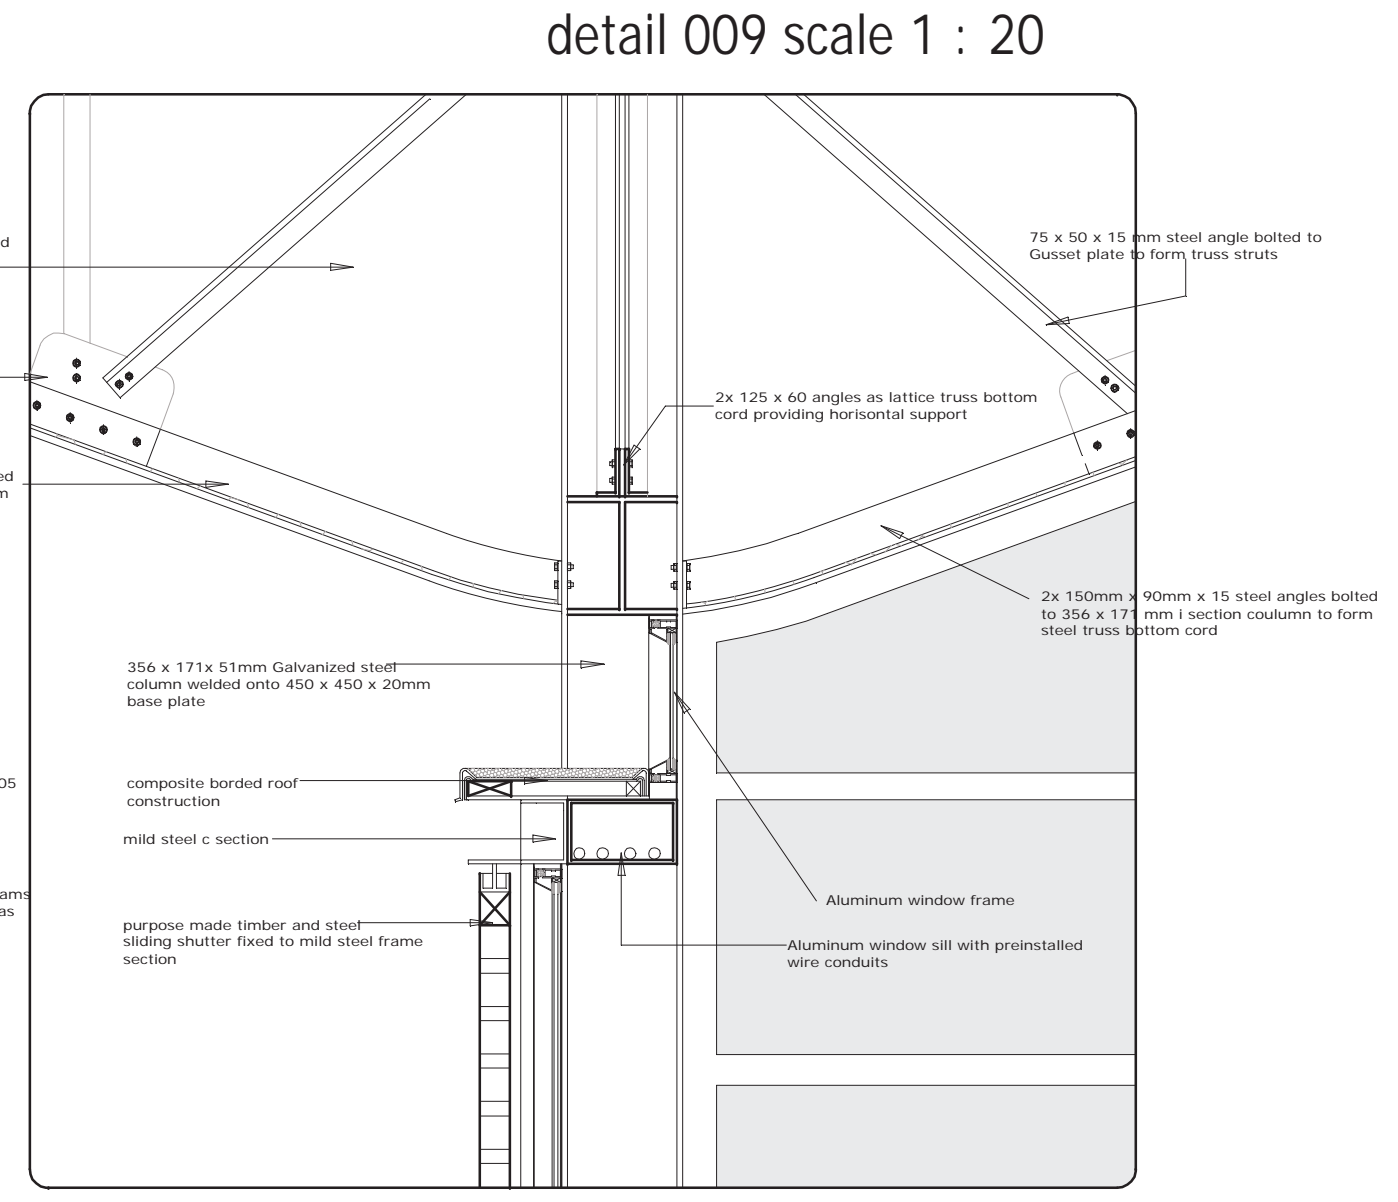 detail 009 scale 1 : 20
d
75 x 50 x 15 mm steel angle bolted to
Gusset plate to form truss struts
2x 125 x 60 angles as lattice truss bottom
cord providing horisontal support
ed
m
2x 150mm x 90mm x 15 steel angles bolted
to 356 x 171 mm i section coulumn to form
steel truss bottom cord
356 x 171x 51mm Galvanized steel
column welded onto 450 x 450 x 20mm
base plate
05
composite borded roof
construction
mild steel c section
ams
as
purpose made timber and steel
sliding shutter fixed to mild steel frame
section
Aluminum window frame
Aluminum window sill with preinstalled
wire conduits